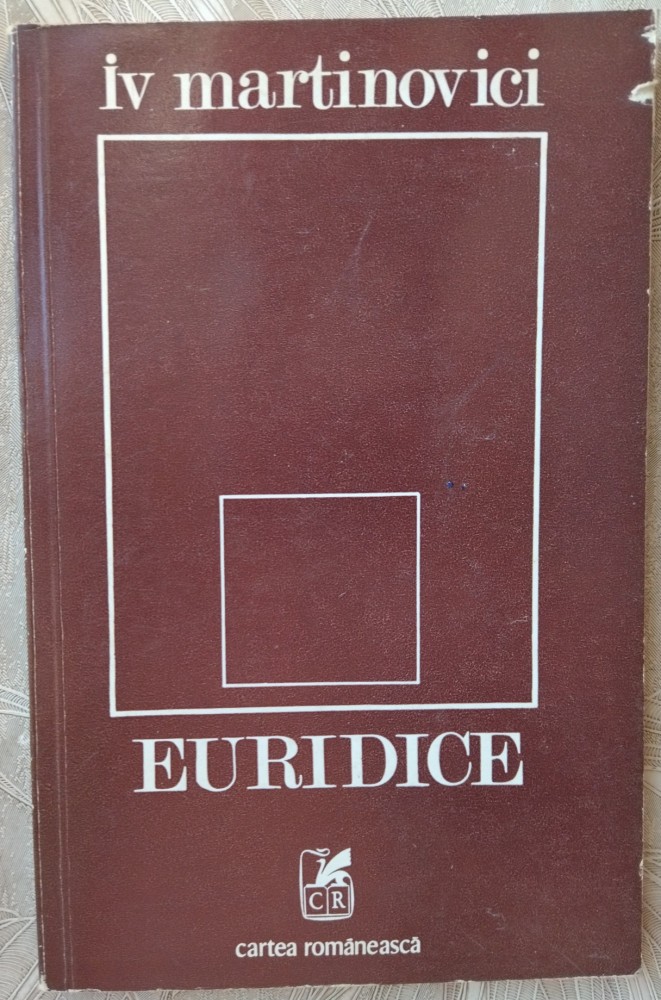 iv martinovici
EURIDICE
CR
cartea românească